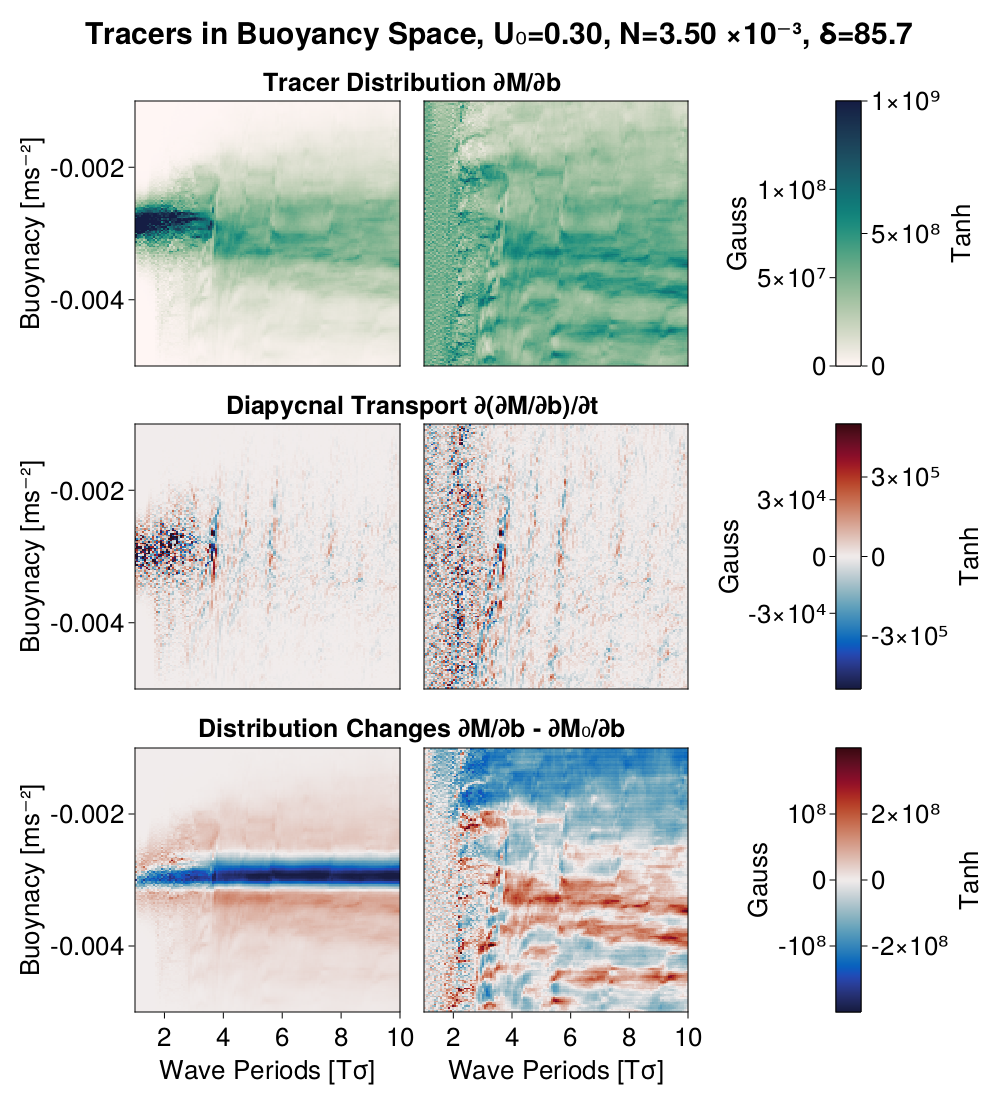 Tracers in Buoyancy Space, U₀=0.30, N=3.50 ×10⁻³, δ=85.7
Tracer Distribution ∂M/∂b
Buoynacy [ms⁻²]
-0.002
-0.004
Gauss
1×10⁸
5×10⁷
0
1×10⁹
5×10⁸
0
Tanh
Diapycnal Transport ∂(∂M/∂b)/∂t
Buoynacy [ms⁻²]
-0.002
-0.004
Gauss
3×10⁴
0
-3×10⁴
3×10⁵
0
-3×10⁵
Tanh
Distribution Changes ∂M/∂b - ∂M₀/∂b
Buoynacy [ms⁻²]
-0.002
-0.004
Gauss
10⁸
0
-10⁸
2×10⁸
0
-2×10⁸
Tanh
2 4 6 8 10 2 4 6 8 10
Wave Periods [Tσ] Wave Periods [Tσ]